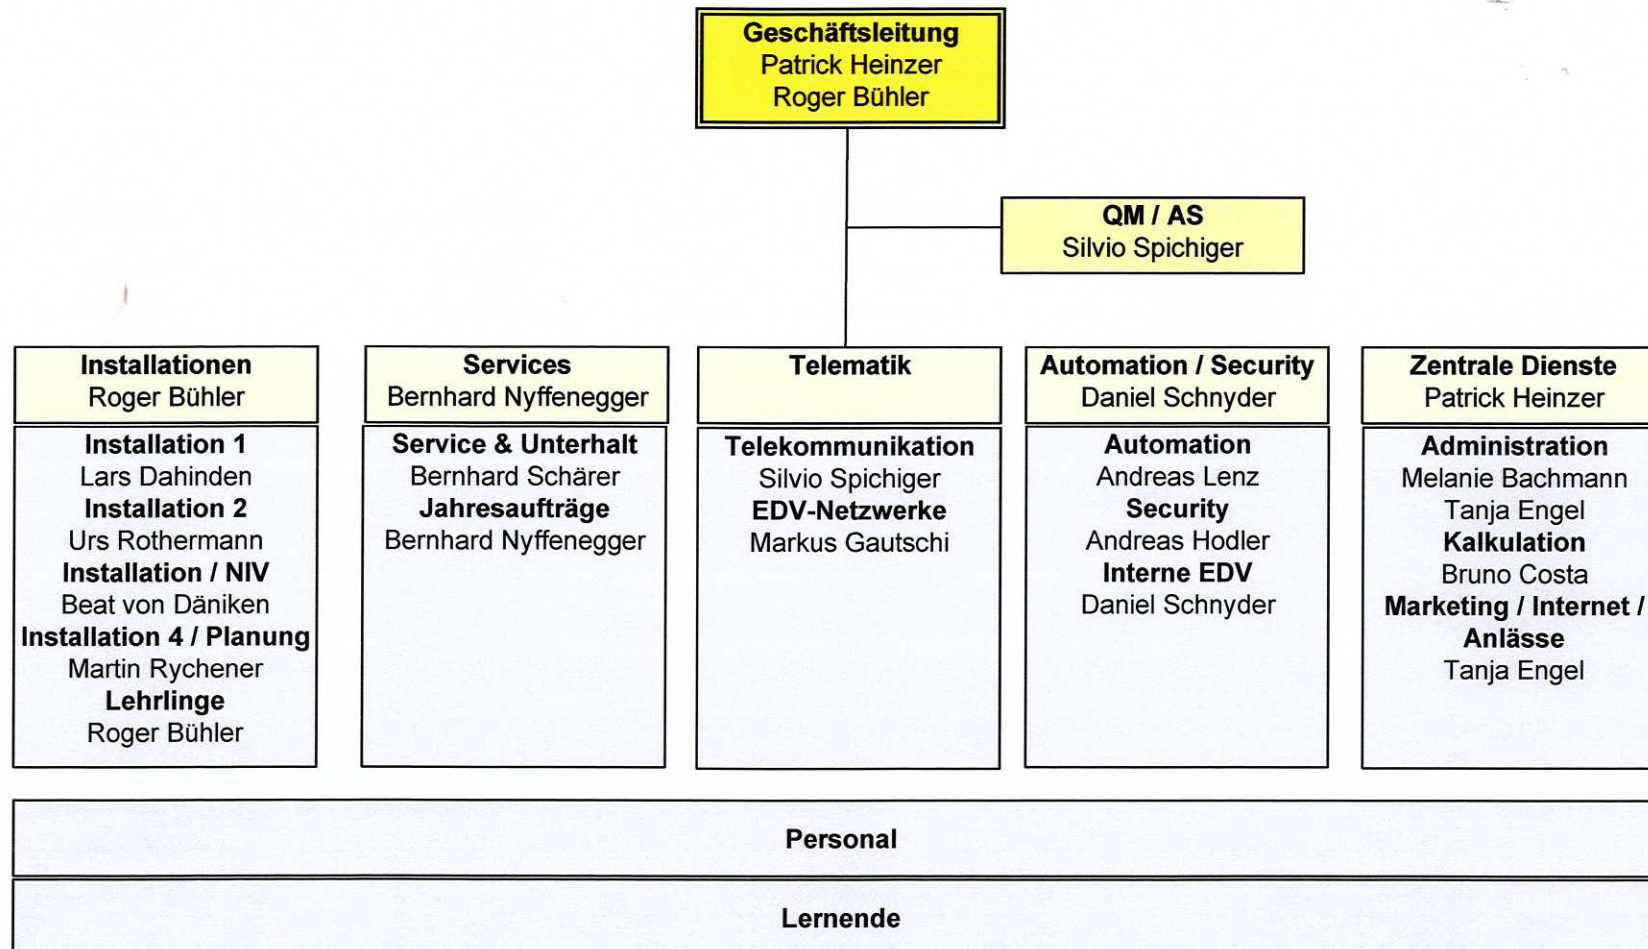 Geschäftsleitung
Patrick Heinzer
Roger Bühler
QM / AS
Silvio Spichiger
Installationen
Roger Bühler
Installation 1
Lars Dahinden
Installation 2
Urs Rothermann
Installation / NIV
Beat von Däniken
Installation 4 / Planung
Martin Rychener
Lehrlinge
Roger Bühler
Services
Bernhard Nyffenegger
Service & Unterhalt
Bernhard Schärer
Jahresaufträge
Bernhard Nyffenegger
Telematik
Telekommunikation
Silvio Spichiger
EDV-Netzwerke
Markus Gautschi
Automation / Security
Daniel Schnyder
Automation
Andreas Lenz
Security
Andreas Hodler
Interne EDV
Daniel Schnyder
Zentrale Dienste
Patrick Heinzer
Administration
Melanie Bachmann
Tanja Engel
Kalkulation
Bruno Costa
Marketing / Internet /
Anlässe
Tanja Engel
Personal
Lernende